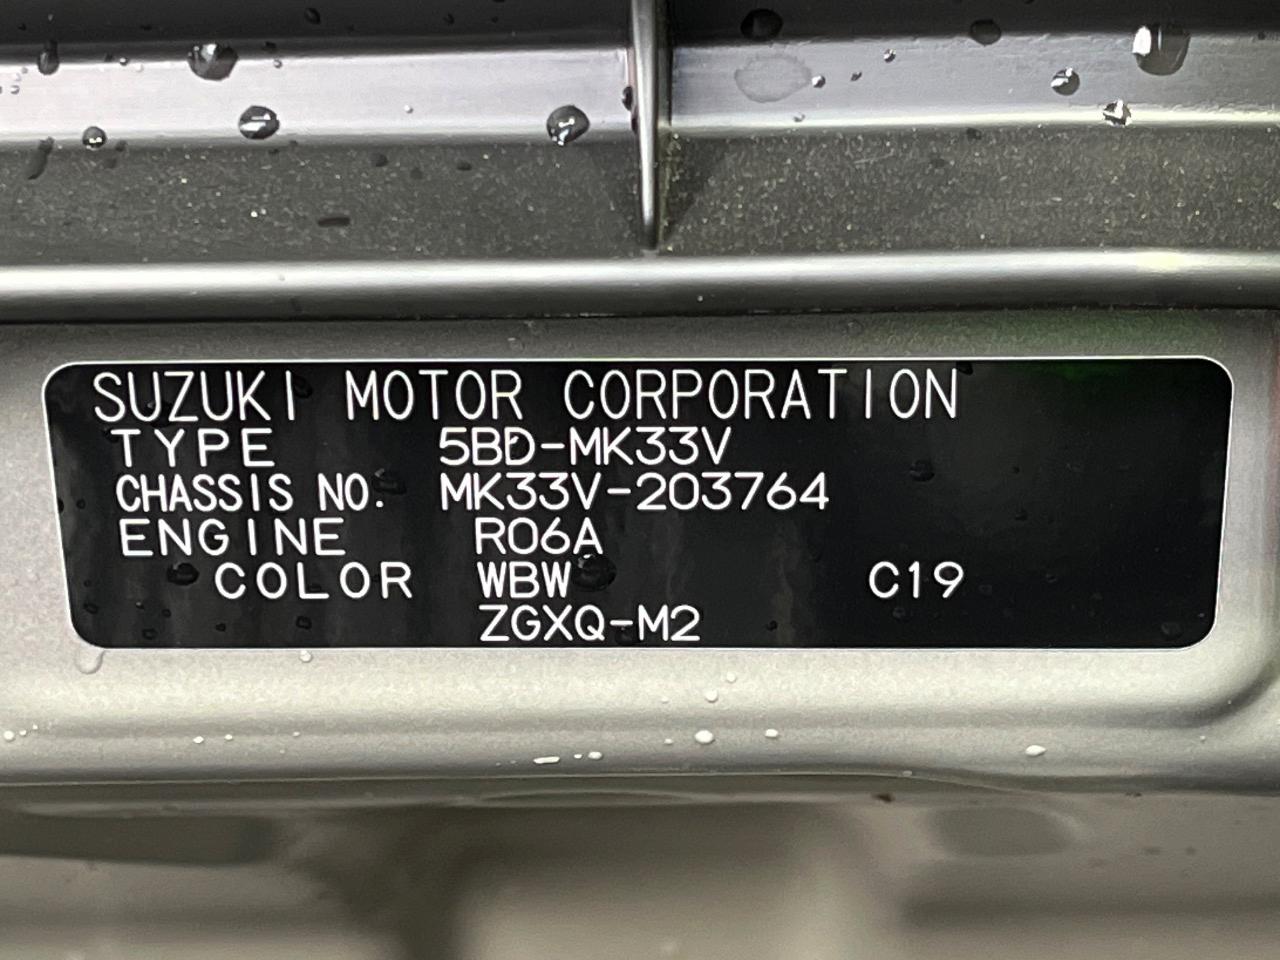 SUZUKI MOTOR CORPORATION
TYPE 5BD-MK33V
CHASSIS NO. MK33V-203764
ENGINE R06A
COLOR WBW C19
ZGXQ-M2